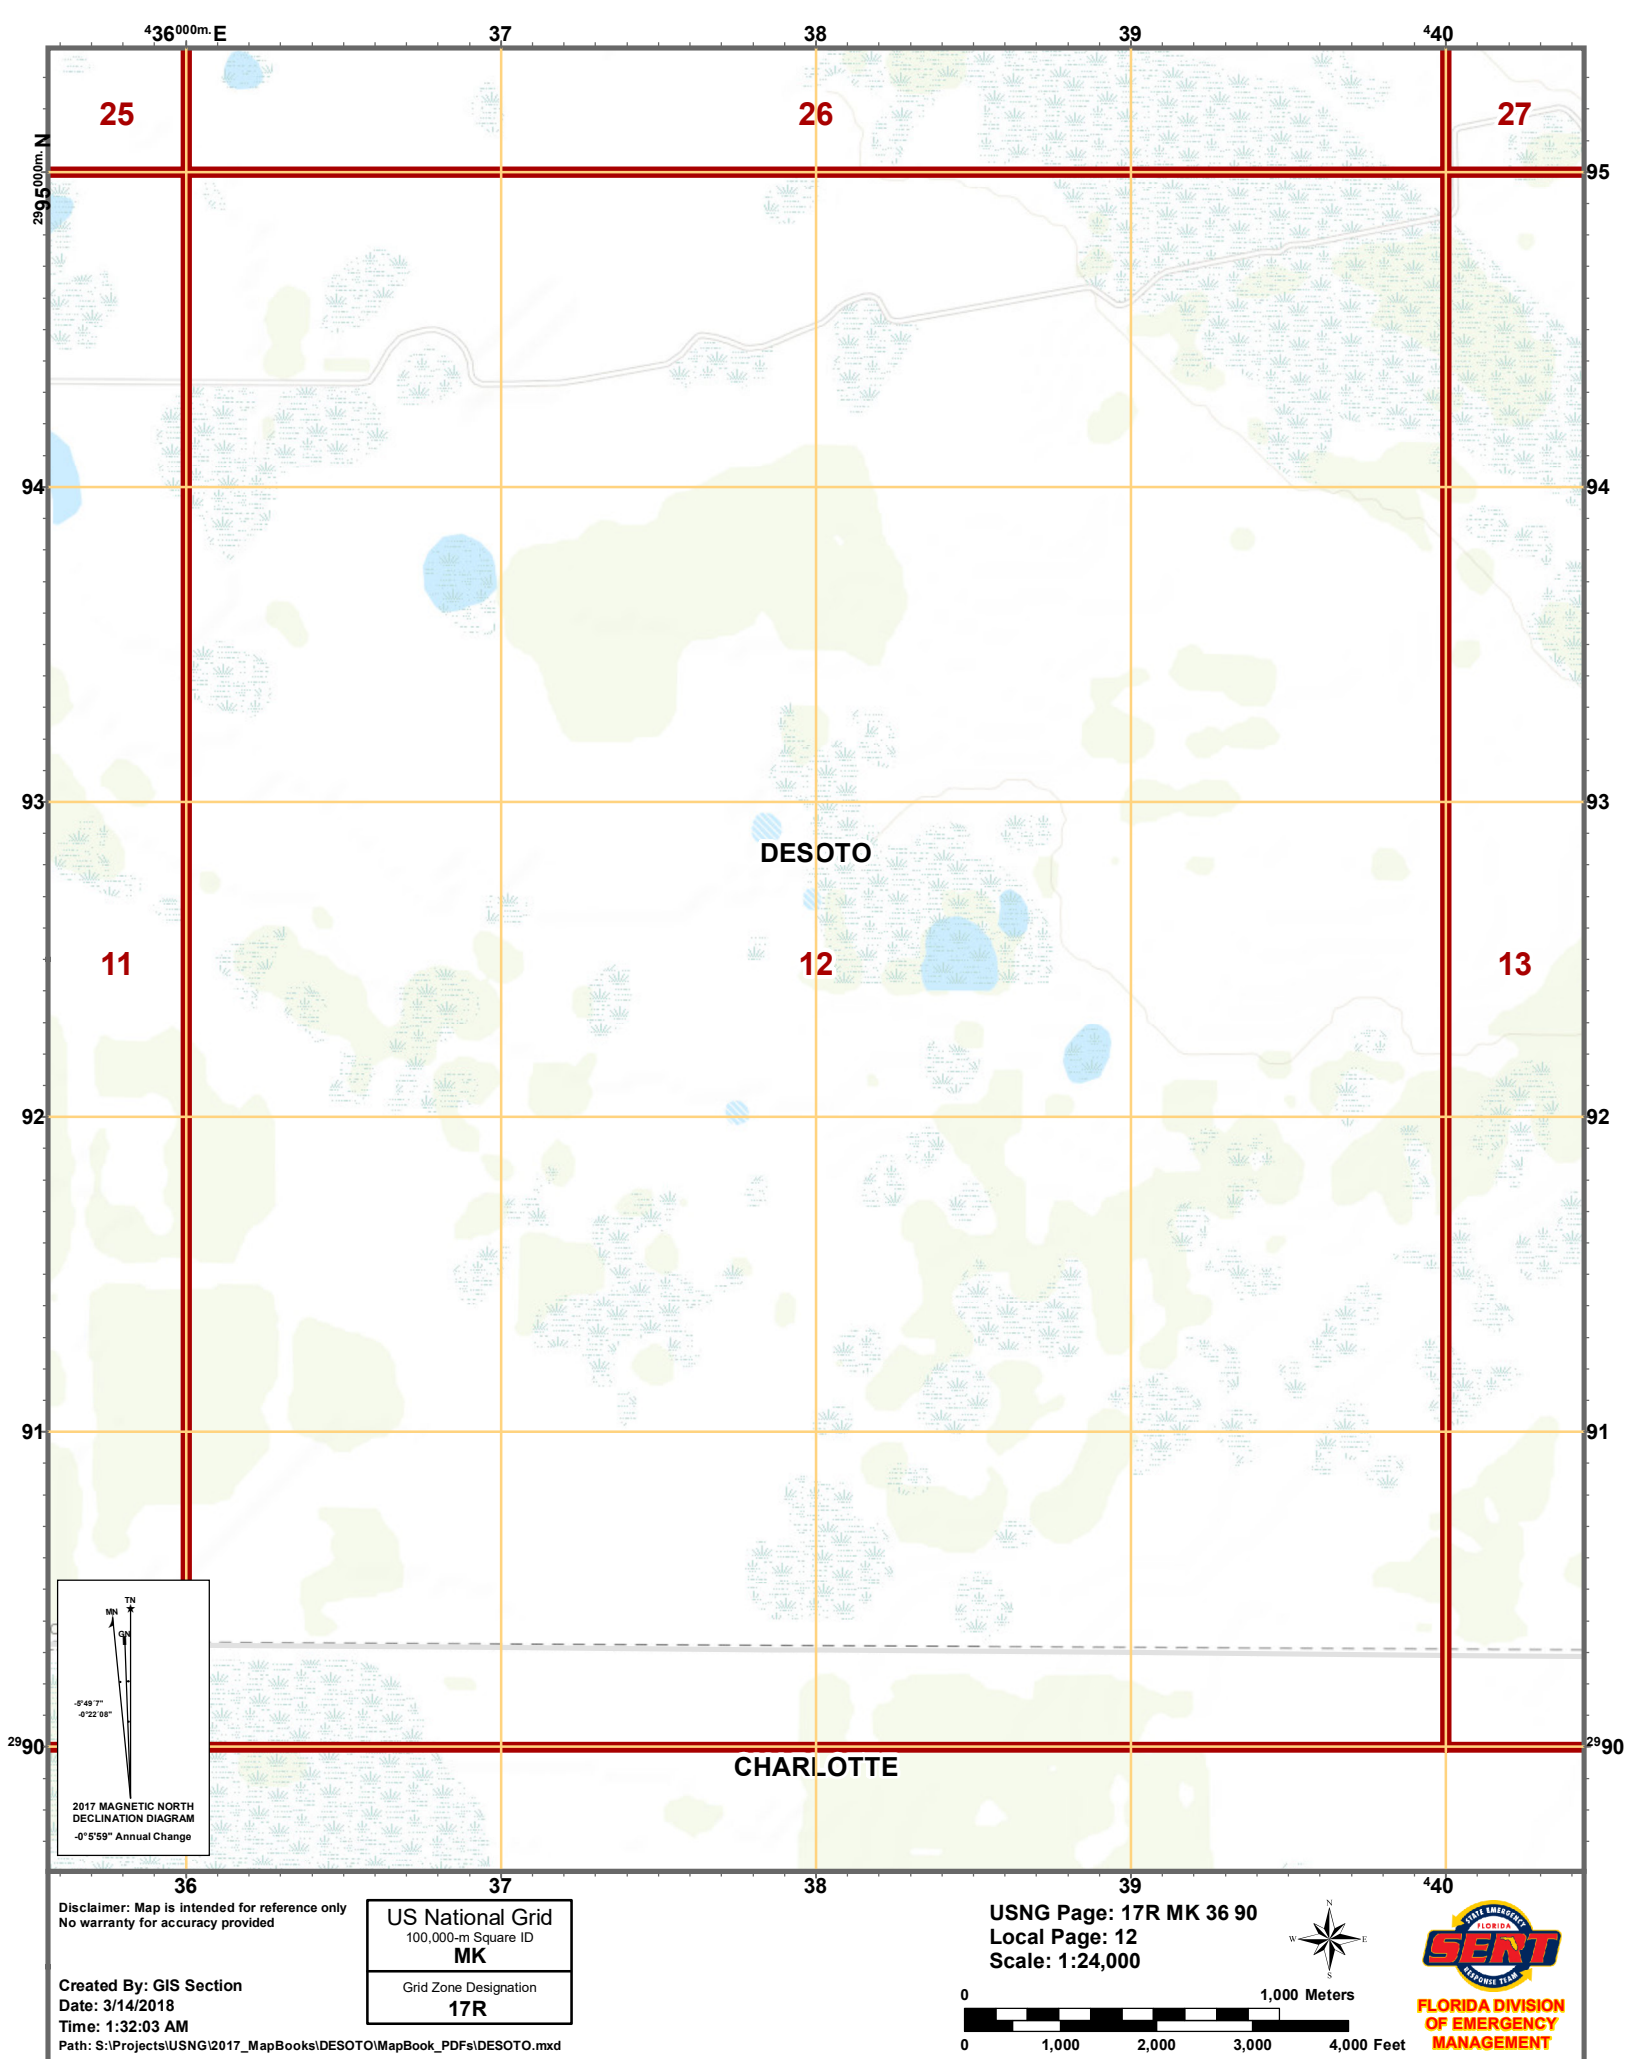 436000m. E 37 38 39 40
25 26 27
2995000m. N 95
94 94
93 93
DESOTO
11 12 13
92 92
91 91
TN
MN
GN
-5°49'7"
-0°22'08"
2990 2990
CHARLOTTE
2017 MAGNETIC NORTH
DECLINATION DIAGRAM
-0°5'59" Annual Change
36 37 38 39 440
Disclaimer: Map is intended for reference only
No warranty for accuracy provided
Created By: GIS Section
Date: 3/14/2018
Time: 1:32:03 AM
Path: S:\Projects\USNG\2017_MapBooks\DESOTO\MapBook_PDFs\DESOTO.mxd
US National Grid
100,000-m Square ID
MK
Grid Zone Designation
17R
USNG Page: 17R MK 36 90
Local Page: 12
Scale: 1:24,000
N
W E
S
0 1,000 Meters
0 1,000 2,000 3,000 4,000 Feet
STATE EMERGENCY
FLORIDA
SERT
RESPONSE TEAM
FLORIDA DIVISION
OF EMERGENCY
MANAGEMENT